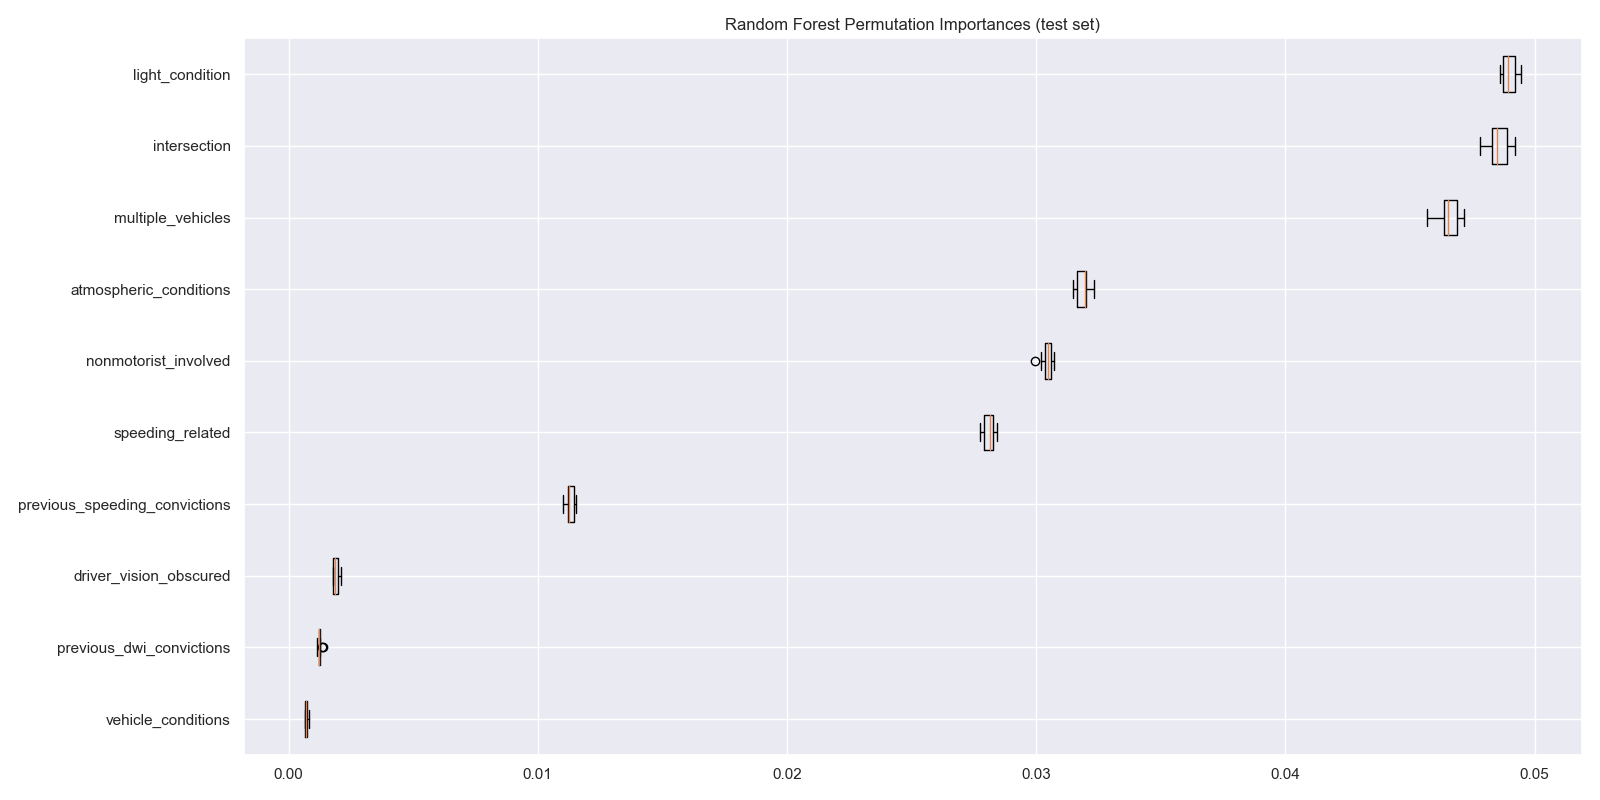 Random Forest Permutation Importances (test set)
light_condition
intersection
multiple_vehicles
atmospheric_conditions
nonmotorist_involved
speeding_related
previous_speeding_convictions
driver_vision_obscured
previous_dwi_convictions
vehicle_conditions
0.00 0.01 0.02 0.03 0.04 0.05